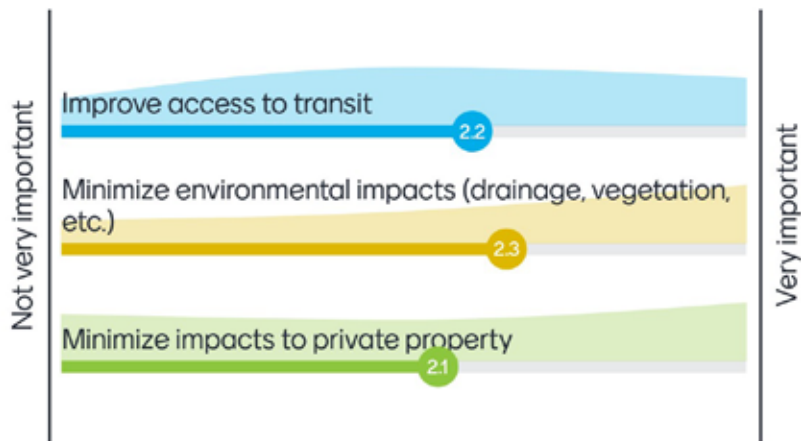 Not very important
Improve access to transit
2.2
Minimize environmental impacts (drainage, vegetation,
etc.)
2.3
Minimize impacts to private property
2.1
Very important